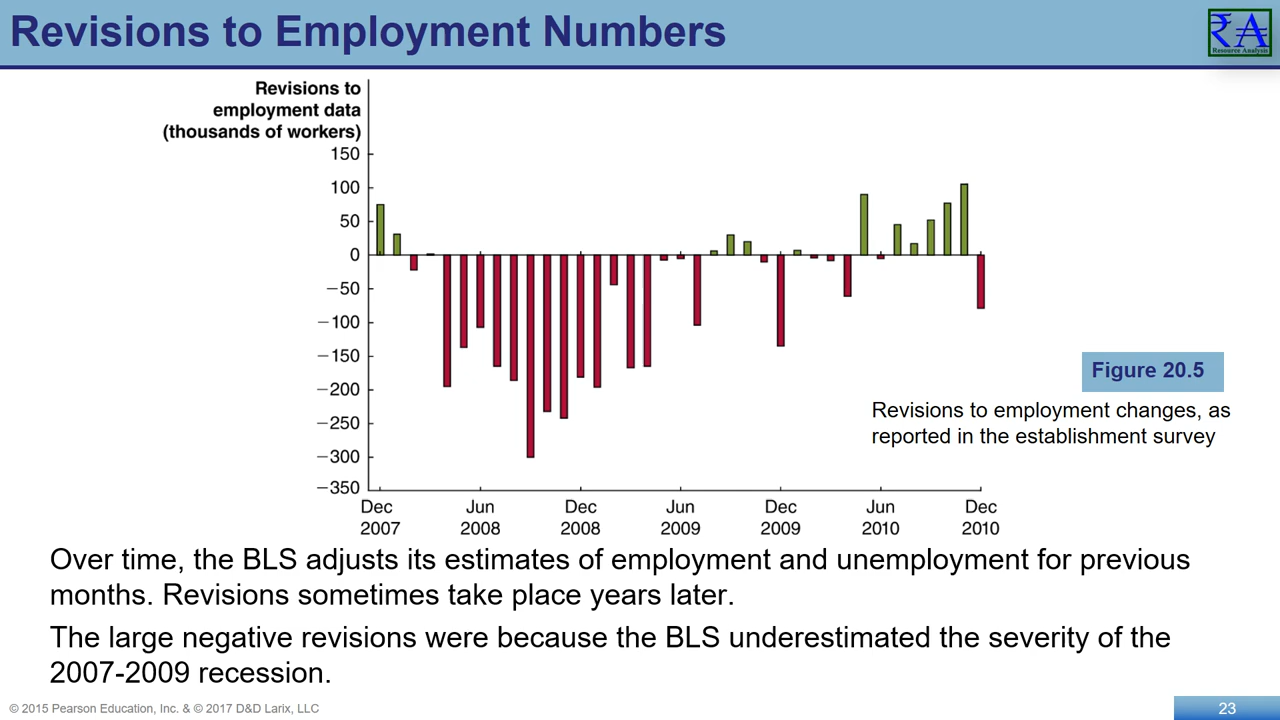 Revisions to Employment Numbers
₹A
Resource Analysis
Revisions to
employment data
(thousands of workers)
150
100
50
0
−50
−100
−150
−200
−250
−300
−350
Dec 2007
Jun 2008
Dec 2008
Jun 2009
Dec 2009
Jun 2010
Dec 2010
Figure 20.5
Revisions to employment changes, as
reported in the establishment survey
Over time, the BLS adjusts its estimates of employment and unemployment for previous
months. Revisions sometimes take place years later.
The large negative revisions were because the BLS underestimated the severity of the
2007-2009 recession.
© 2015 Pearson Education, Inc. & © 2017 D&D Larix, LLC
23